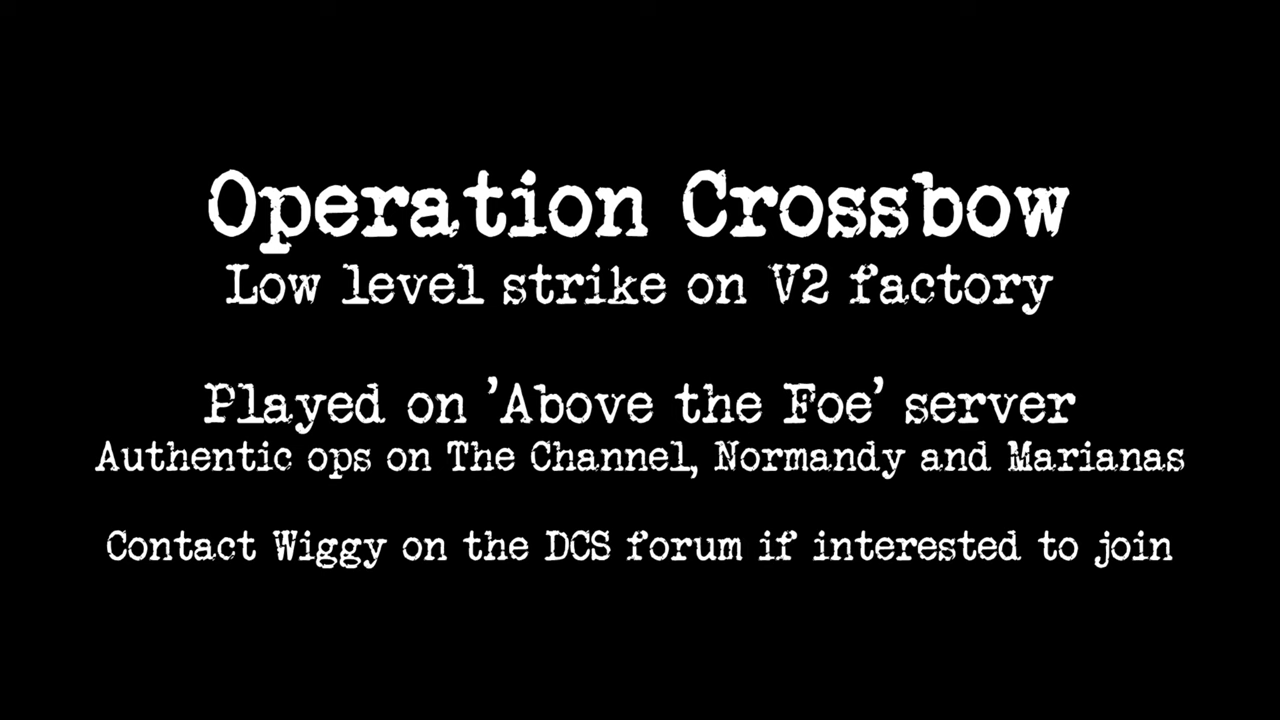 Operation Crossbow
Low level strike on V2 factory
Played on 'Above the Foe' server
Authentic ops on The Channel, Normandy and Marianas
Contact Wiggy on the DCS forum if interested to join